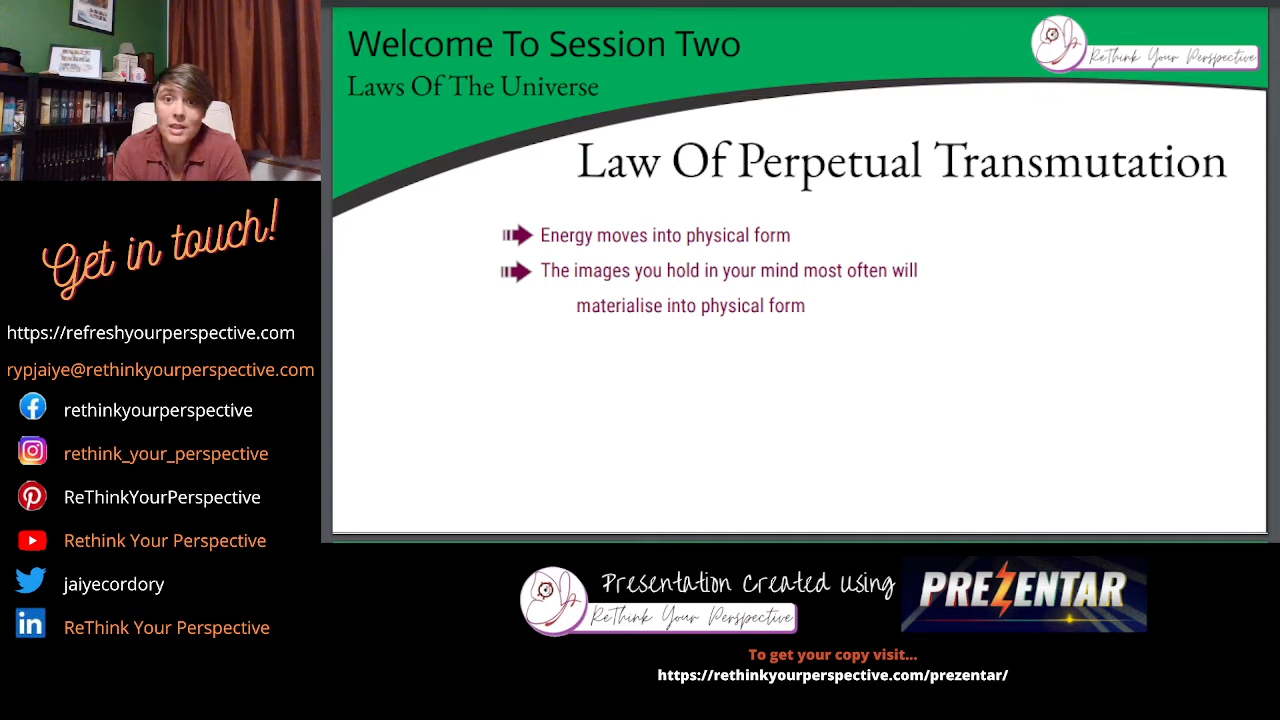 Welcome To Session Two
Laws Of The Universe
ReThink Your Perspective
Law Of Perpetual Transmutation
Energy moves into physical form
The images you hold in your mind most often will
materialise into physical form
Get in touch!
https://refreshyourperspective.com
rypjaiye@rethinkyourperspective.com
rethinkyourperspective
rethink_your_perspective
ReThinkYourPerspective
Rethink Your Perspective
jaiyecordory
ReThink Your Perspective
Presentation Created Using
ReThink Your Perspective
PREZENTAR
To get your copy visit...
https://rethinkyourperspective.com/prezentar/